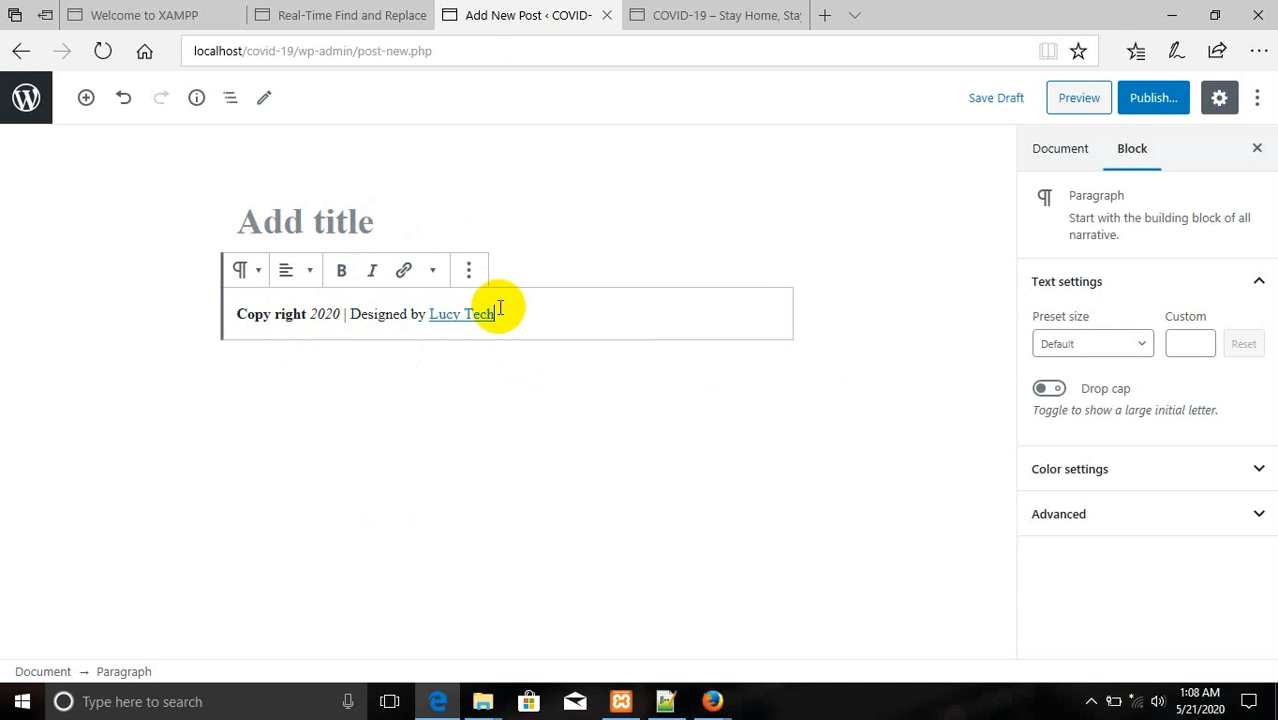 Welcome to XAMPP
Real-Time Find and Replace
Add New Post ‹ COVID-
COVID-19 – Stay Home, Sta
localhost/covid-19/wp-admin/post-new.php
Save Draft
Preview
Publish...
Document
Block
Add title
Paragraph
Start with the building block of all
narrative.
B I
Copy right 2020 | Designed by Lucy Tech
Text settings
Preset size
Custom
Default
Reset
Drop cap
Toggle to show a large initial letter.
Color settings
Advanced
Document → Paragraph
Type here to search
1:08 AM
5/21/2020